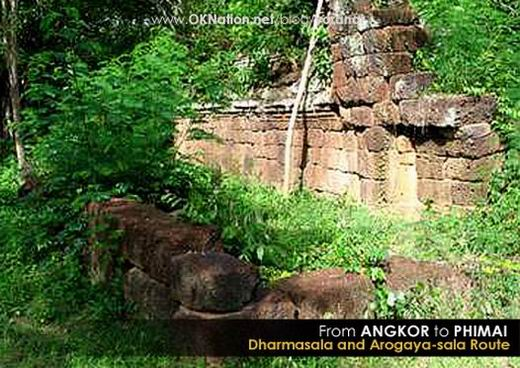 www.OKNation.net/blog/
From ANGKOR to PHIMAI
Dharmasala and Arogaya-sala Route